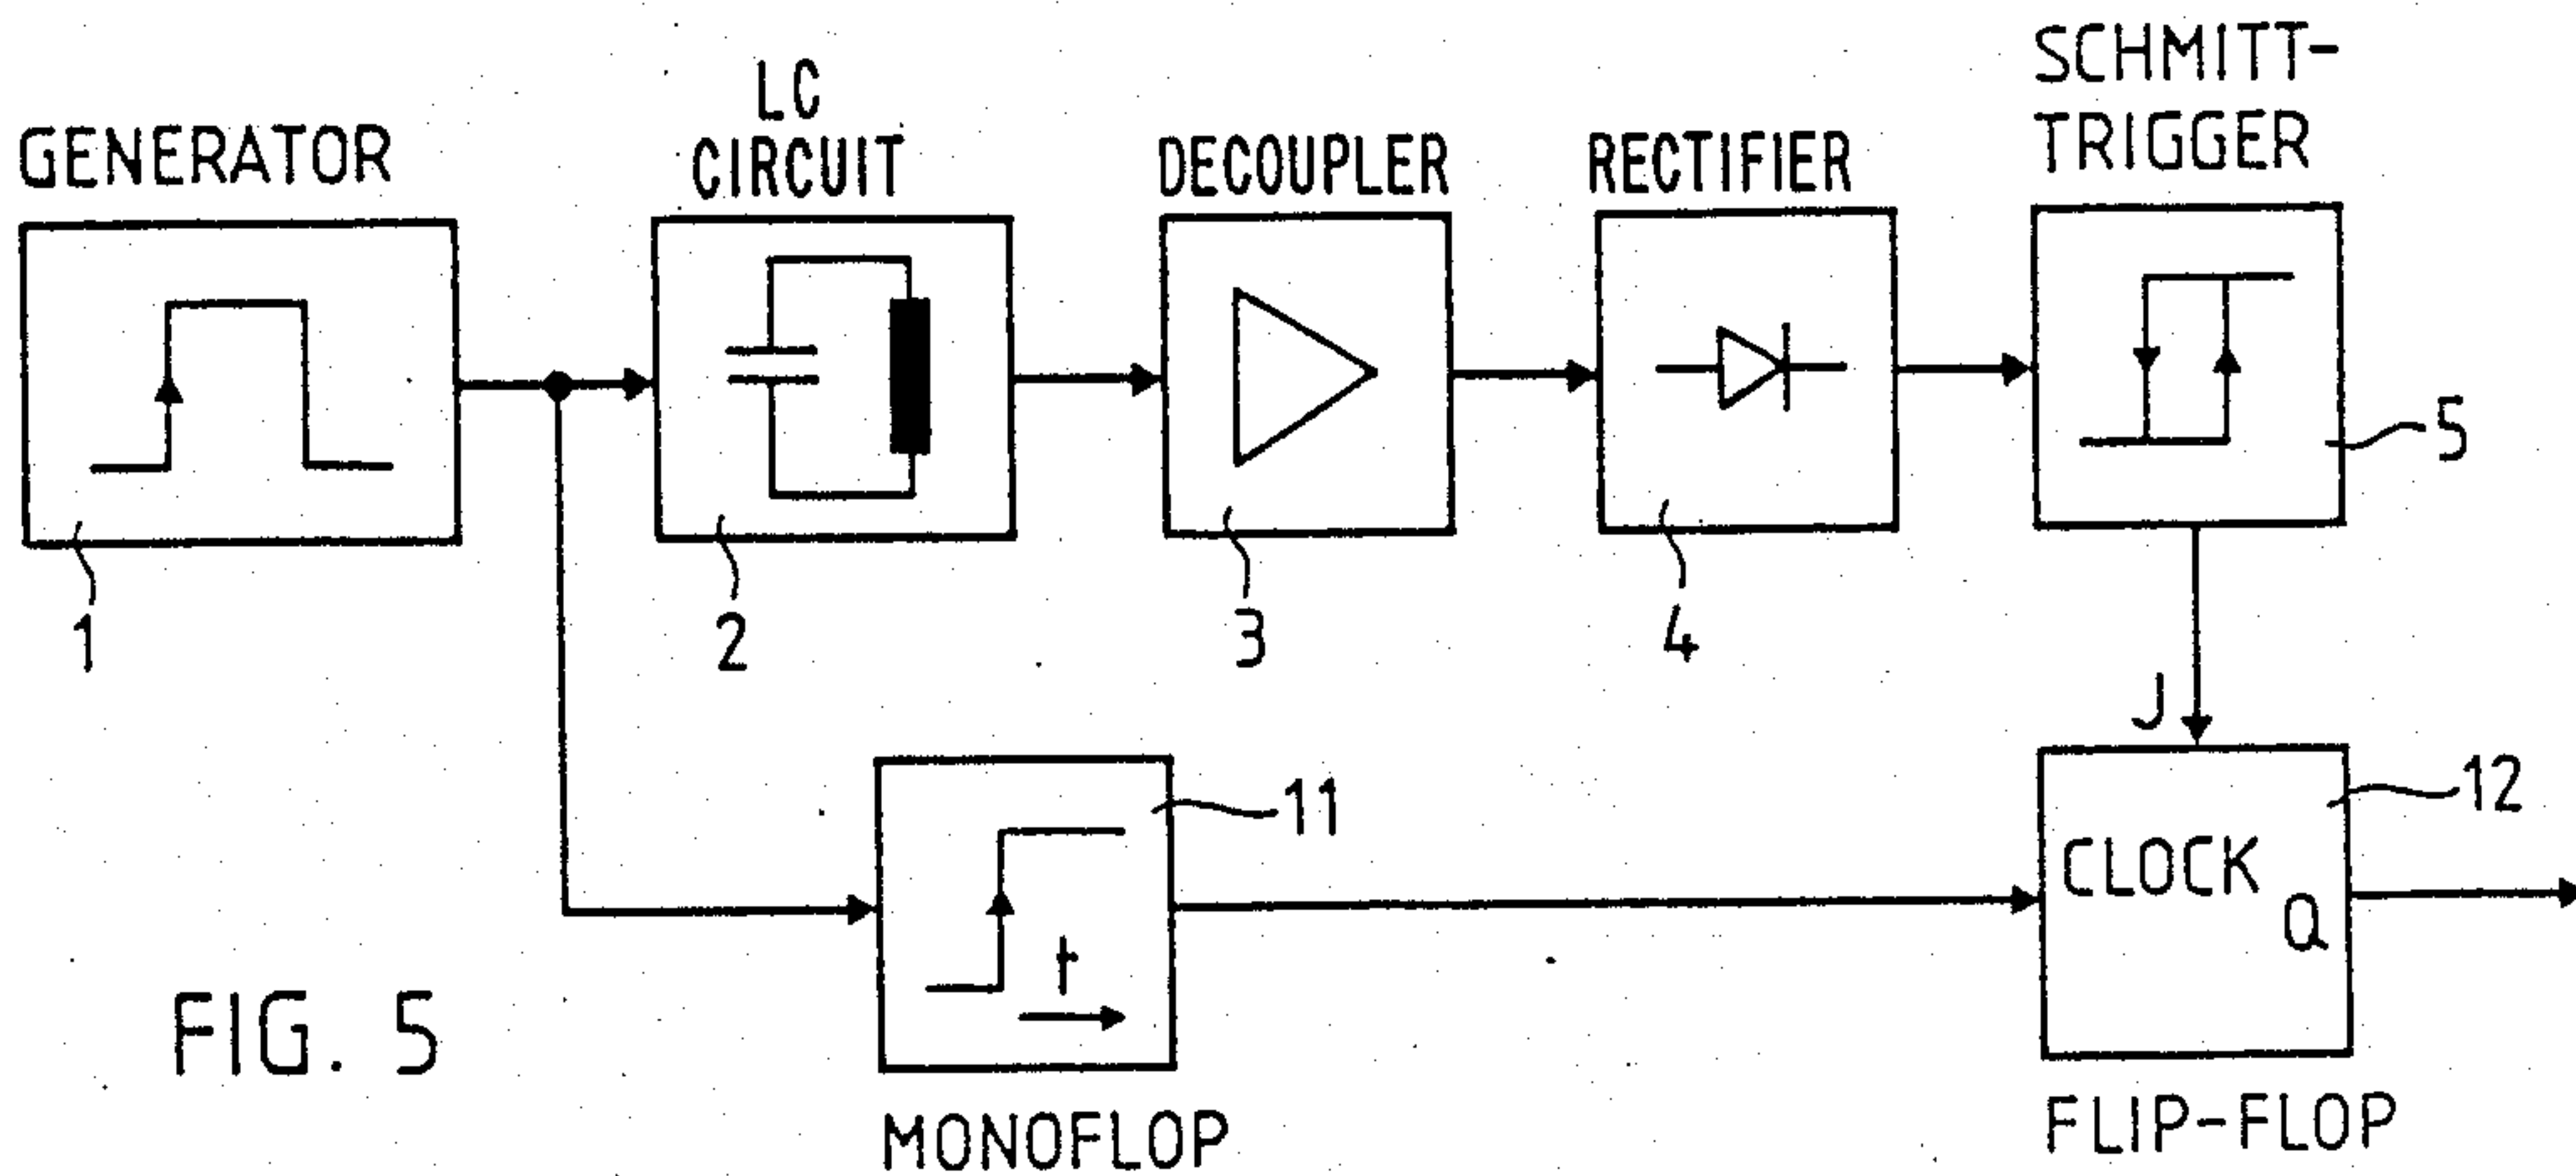 GENERATOR
LC
CIRCUIT
DECOUPLER
RECTIFIER
SCHMITT-
TRIGGER
1
2
3
4
5
J
11
t
12
CLOCK
Q
FIG. 5
MONOFLOP
FLIP-FLOP